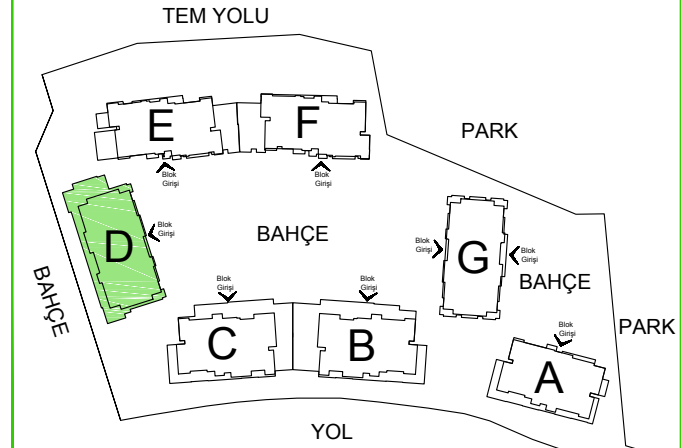 TEM YOLU
E
F
PARK
Blok
Girişi
Blok
Girişi
D
Blok
Girişi
BAHÇE
Blok
Girişi
G
Blok
Girişi
BAHÇE
BAHÇE
Blok
Girişi
Blok
Girişi
C
B
Blok
Girişi
PARK
A
YOL